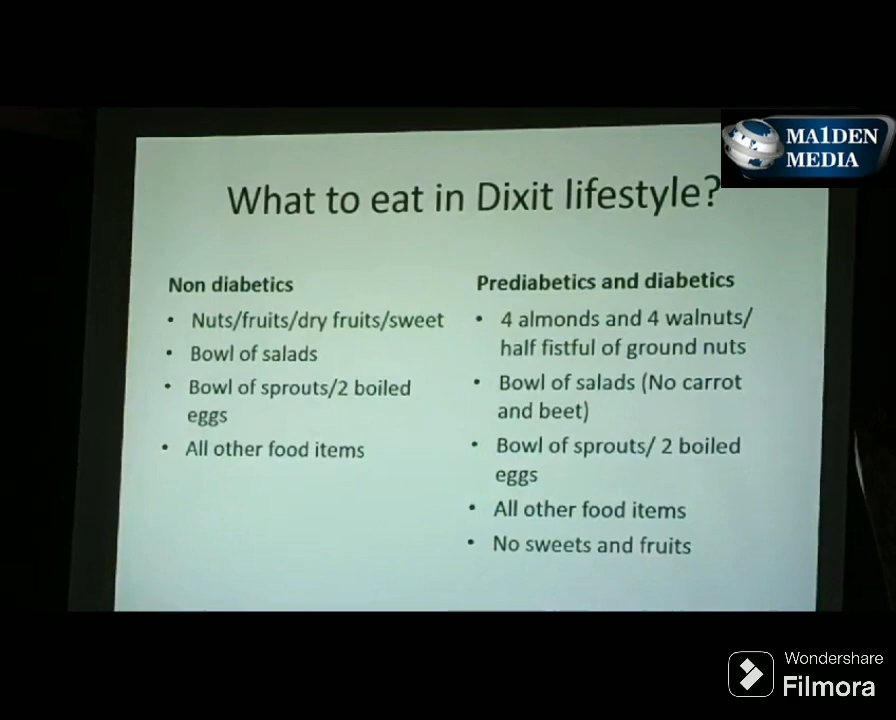 MA1DEN
MEDIA
What to eat in Dixit lifestyle?
Non diabetics
• Nuts/fruits/dry fruits/sweet
• Bowl of salads
• Bowl of sprouts/2 boiled
eggs
• All other food items
Prediabetics and diabetics
• 4 almonds and 4 walnuts/
half fistful of ground nuts
• Bowl of salads (No carrot
and beet)
• Bowl of sprouts/ 2 boiled
eggs
• All other food items
• No sweets and fruits
Wondershare
Filmora